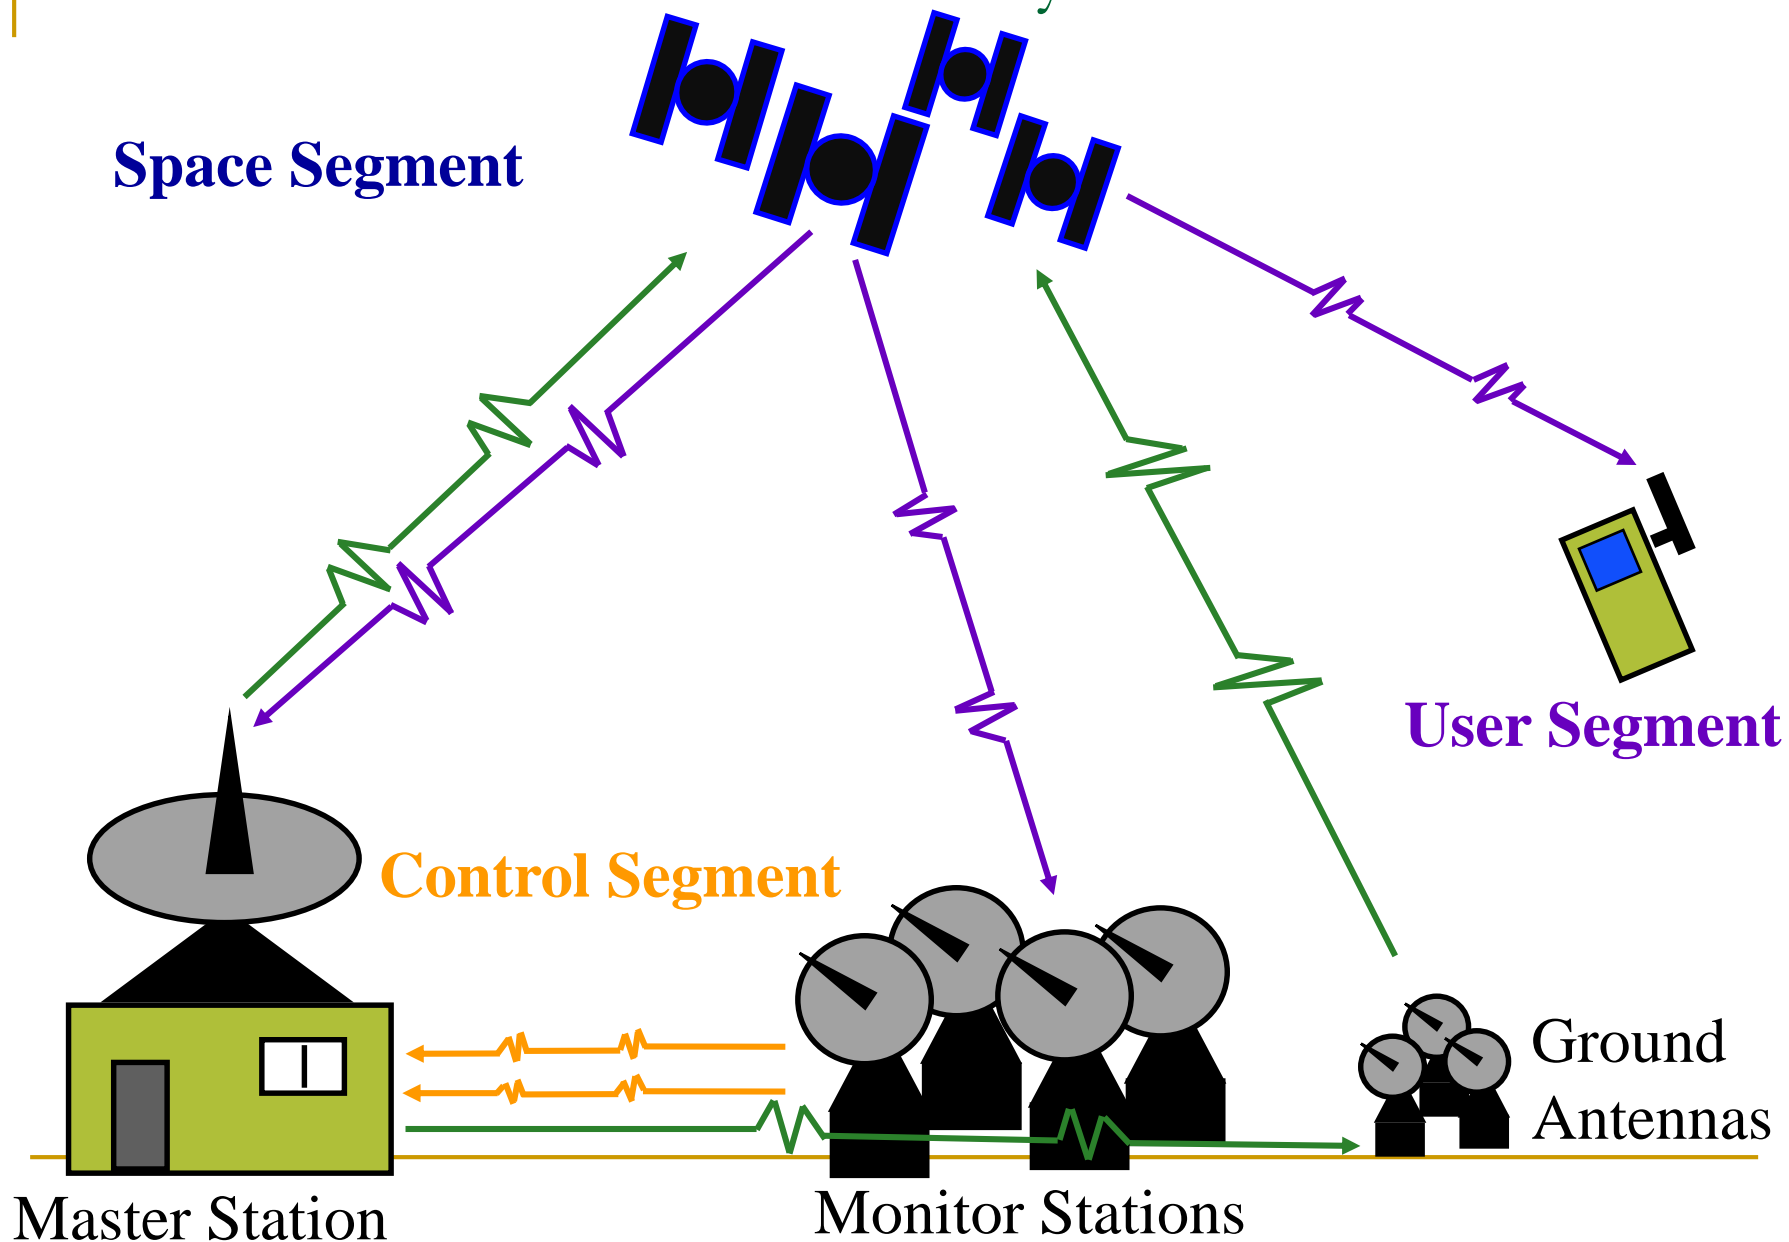 Space Segment
User Segment
Control Segment
Ground
Antennas
Master Station
Monitor Stations